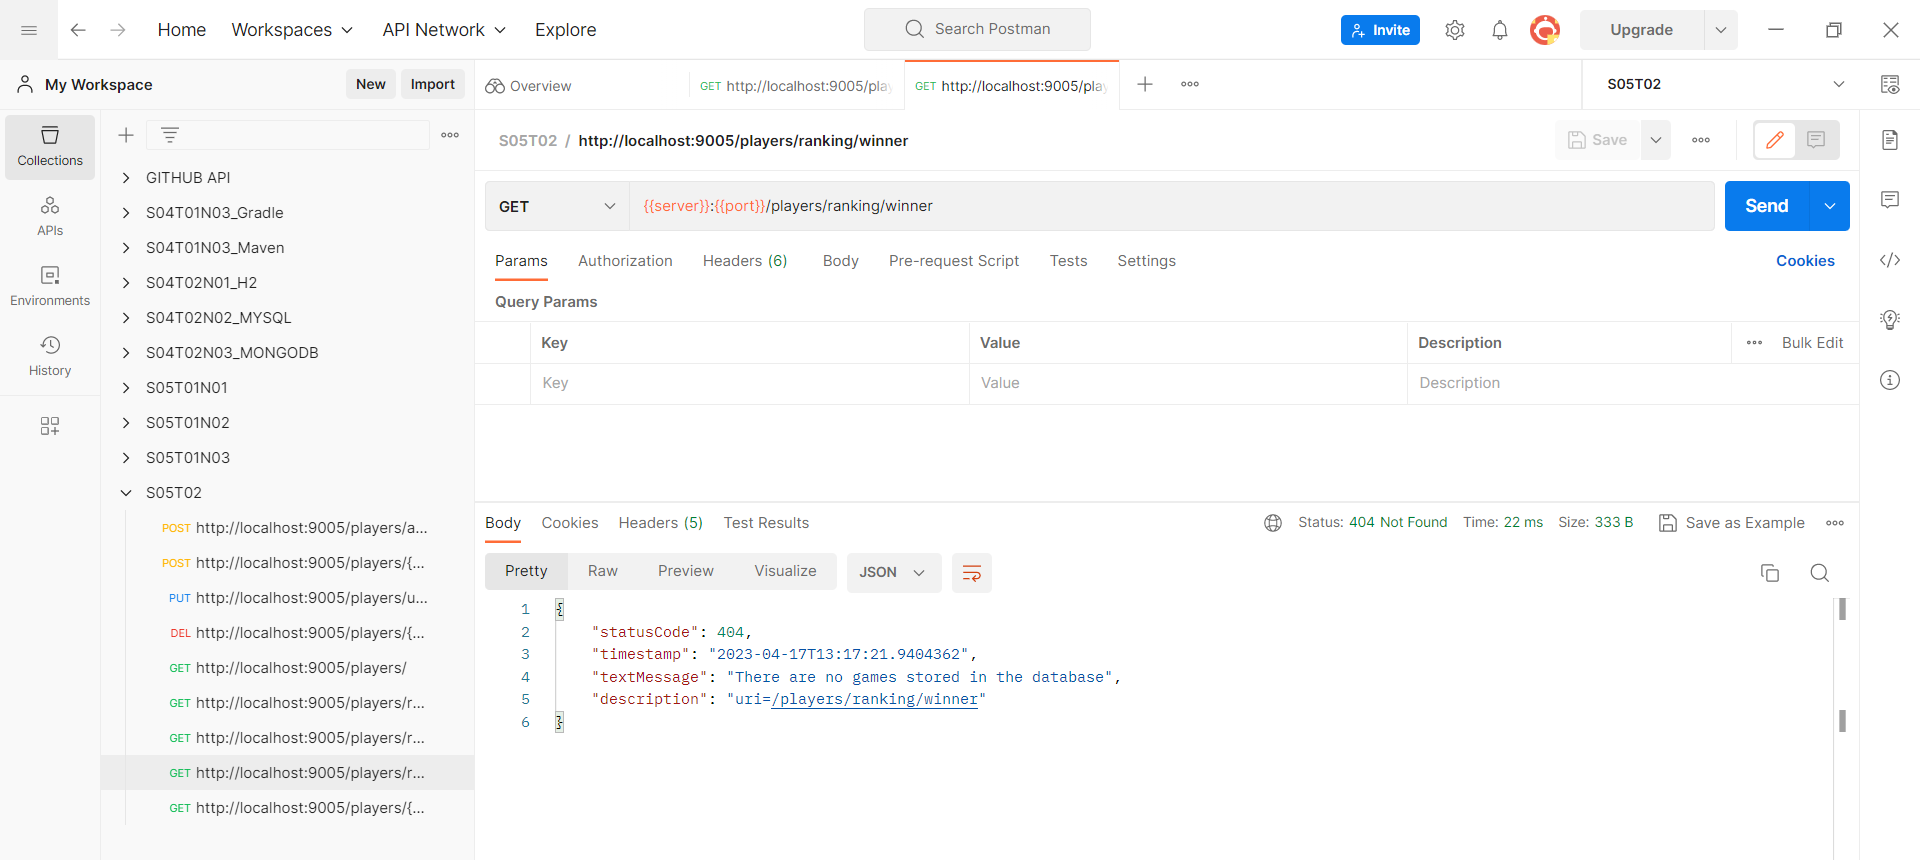 Home
Workspaces
API Network
Explore
Search Postman
Invite
Upgrade
My Workspace
New
Import
Overview
GET http://localhost:9005/pla
GET http://localhost:9005/play
S05T02
Collections
APIs
Environments
History
GITHUB API
S04T01N03_Gradle
S04T01N03_Maven
S04T02N01_H2
S04T02N02_MYSQL
S04T02N03_MONGODB
S05T01N01
S05T01N02
S05T01N03
S05T02
POST http://localhost:9005/players/a...
POST http://localhost:9005/players/{...
PUT http://localhost:9005/players/u...
DEL http://localhost:9005/players/{...
GET http://localhost:9005/players/
GET http://localhost:9005/players/r...
GET http://localhost:9005/players/r...
GET http://localhost:9005/players/r...
GET http://localhost:9005/players/{...
S05T02 / http://localhost:9005/players/ranking/winner
Save
GET {{server}}:{{port}}/players/ranking/winner
Send
Params Authorization Headers (6) Body Pre-request Script Tests Settings
Cookies
Query Params
Key Value Description Bulk Edit
Key Value Description
Body Cookies Headers (5) Test Results
Status: 404 Not Found Time: 22 ms Size: 333 B Save as Example
Pretty Raw Preview Visualize JSON
1 {
2 "statusCode": 404,
3 "timestamp": "2023-04-17T13:17:21.9404362",
4 "textMessage": "There are no games stored in the database",
5 "description": "uri=/players/ranking/winner"
6 }